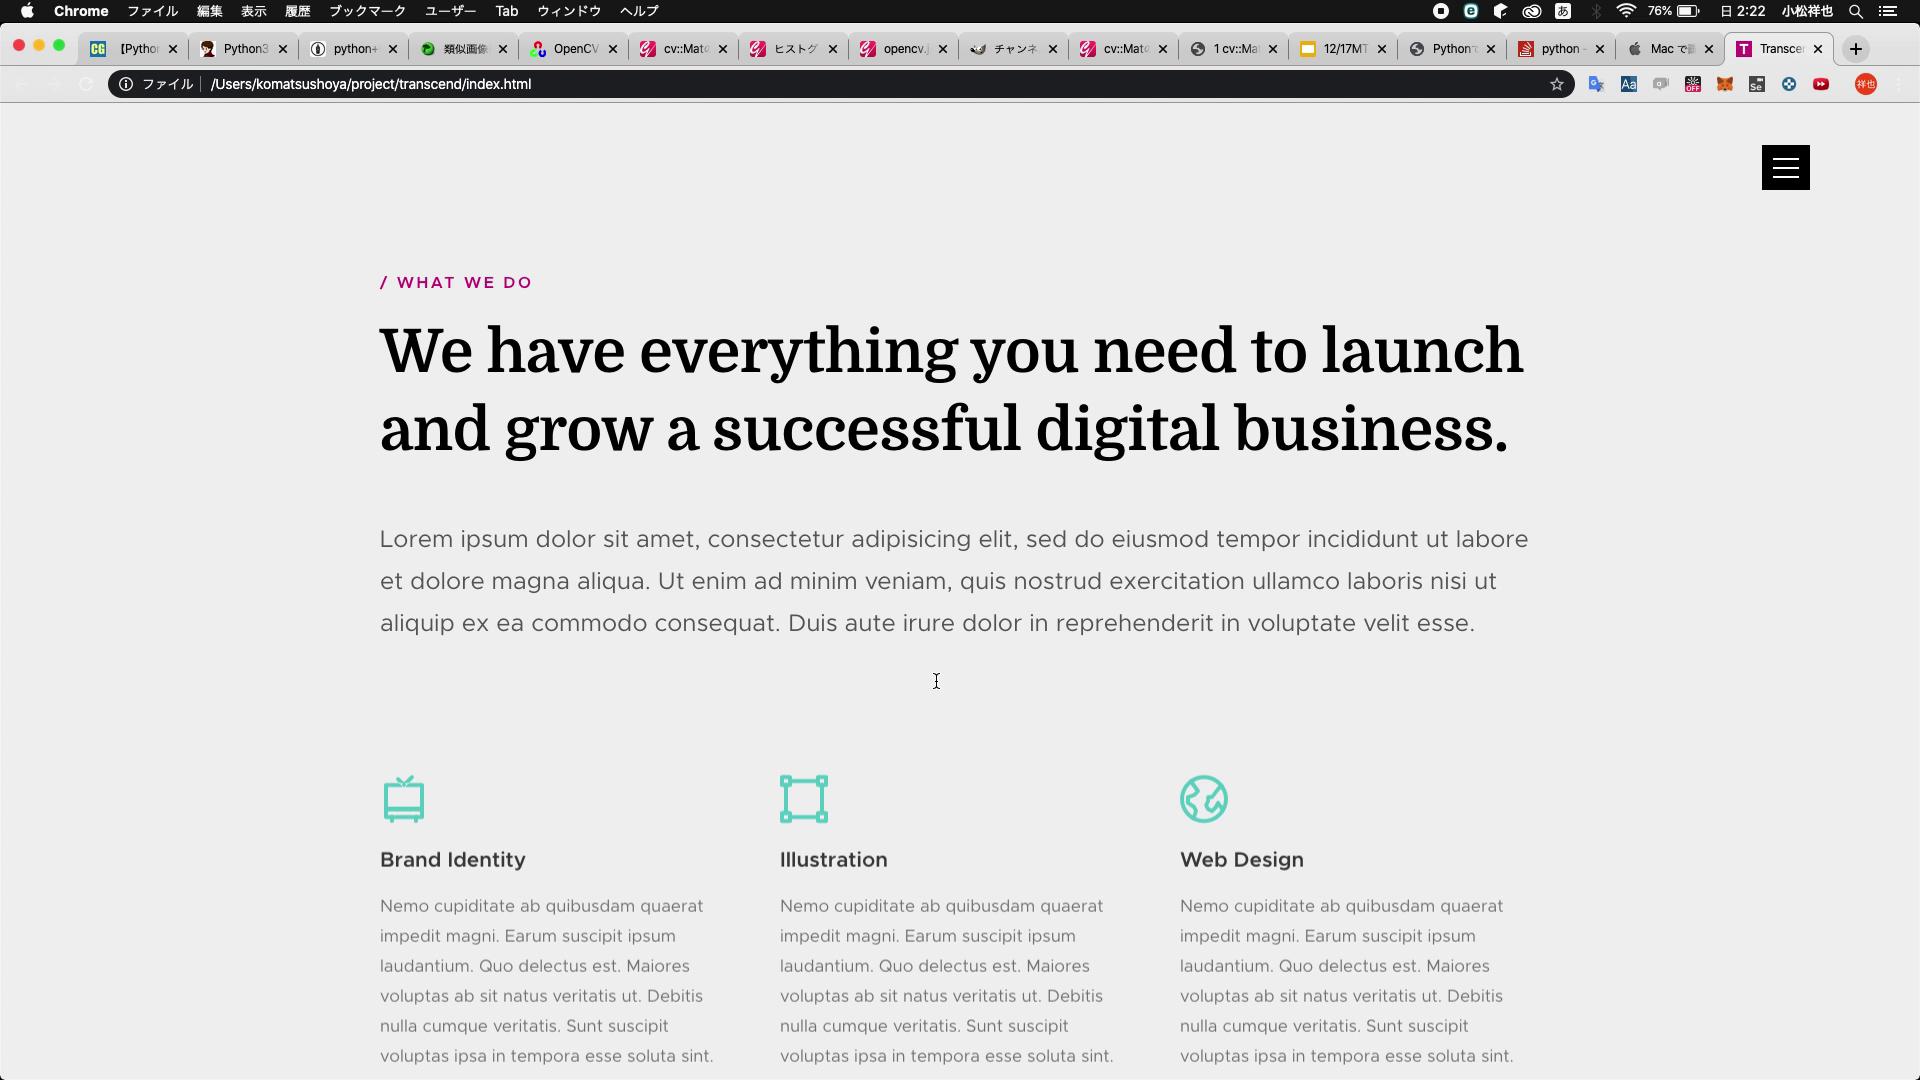 Chrome ファイル 編集 表示 履歴 ブックマーク ユーザー Tab ウィンドウ ヘルプ あ 76% 日 2:22 小松祥也
CG 【Pytho Python3 python+ 類似画像 OpenCV cv::Mat ヒストグ opencv. チャンネ cv::Mat 1 cv::Ma 12/17MT Python python - Mac で T Transce
ファイル /Users/komatsushoya/project/transcend/index.html Aa OFF Se 祥也
/ WHAT WE DO
We have everything you need to launch
and grow a successful digital business.
Lorem ipsum dolor sit amet, consectetur adipisicing elit, sed do eiusmod tempor incididunt ut labore
et dolore magna aliqua. Ut enim ad minim veniam, quis nostrud exercitation ullamco laboris nisi ut
aliquip ex ea commodo consequat. Duis aute irure dolor in reprehenderit in voluptate velit esse.
Brand Identity
Nemo cupiditate ab quibusdam quaerat
impedit magni. Earum suscipit ipsum
laudantium. Quo delectus est. Maiores
voluptas ab sit natus veritatis ut. Debitis
nulla cumque veritatis. Sunt suscipit
voluptas ipsa in tempora esse soluta sint.
Illustration
Nemo cupiditate ab quibusdam quaerat
impedit magni. Earum suscipit ipsum
laudantium. Quo delectus est. Maiores
voluptas ab sit natus veritatis ut. Debitis
nulla cumque veritatis. Sunt suscipit
voluptas ipsa in tempora esse soluta sint.
Web Design
Nemo cupiditate ab quibusdam quaerat
impedit magni. Earum suscipit ipsum
laudantium. Quo delectus est. Maiores
voluptas ab sit natus veritatis ut. Debitis
nulla cumque veritatis. Sunt suscipit
voluptas ipsa in tempora esse soluta sint.